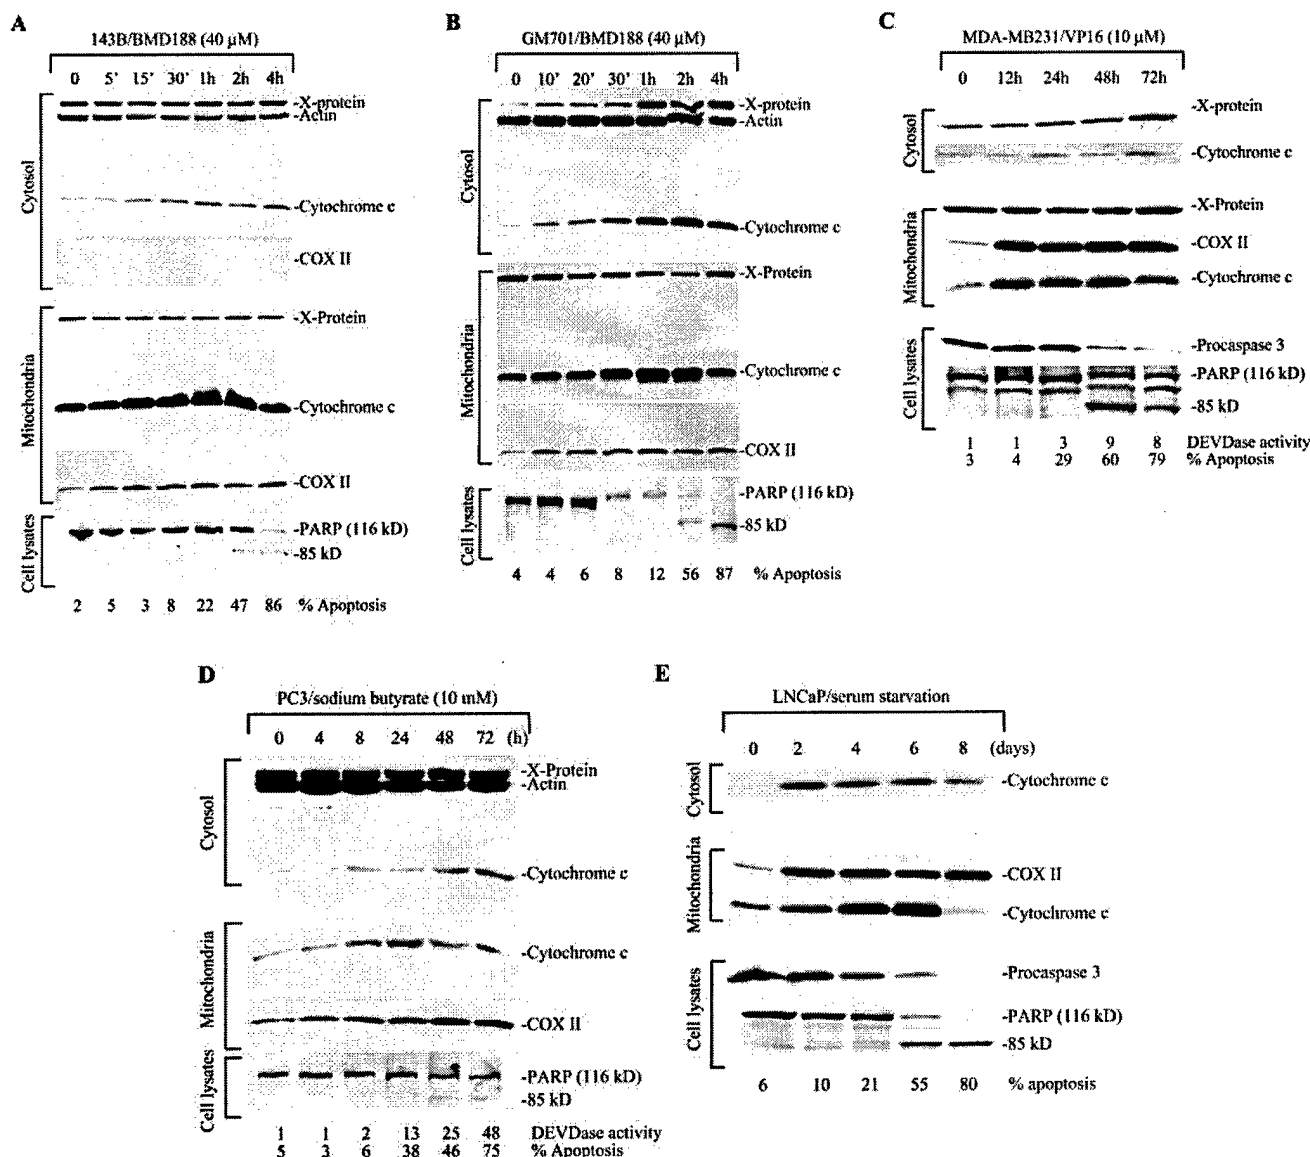 A
143B/BMD188 (40 µM)
0 5' 15' 30' 1h 2h 4h
Cytosol
-X-protein
-Actin
-Cytochrome c
-COX II
Mitochondria
-X-Protein
-Cytochrome c
-COX II
Cell lysates
-PARP (116 kD)
-85 kD
2 5 3 8 22 47 86 % Apoptosis
B
GM701/BMD188 (40 µM)
0 10' 20' 30' 1h 2h 4h
Cytosol
-X-protein
-Actin
-Cytochrome c
Mitochondria
-X-Protein
-Cytochrome c
-COX II
Cell lysates
-PARP (116 kD)
-85 kD
4 4 6 8 12 56 87 % Apoptosis
C
MDA-MB231/VP16 (10 µM)
0 12h 24h 48h 72h
Cytosol
-X-protein
-Cytochrome c
Mitochondria
-X-Protein
-COX II
-Cytochrome c
Cell lysates
-Procaspase 3
-PARP (116 kD)
-85 kD
1 1 3 9 8 DEVDase activity
3 4 29 60 79 % Apoptosis
D
PC3/sodium butyrate (10 mM)
0 4 8 24 48 72 (h)
Cytosol
-X-Protein
-Actin
-Cytochrome c
Mitochondria
-Cytochrome c
-COX II
Cell lysates
-PARP (116 kD)
-85 kD
1 1 2 13 25 48 DEVDase activity
5 3 6 38 46 75 % Apoptosis
E
LNCaP/serum starvation
0 2 4 6 8 (days)
Cytosol
-Cytochrome c
Mitochondria
-COX II
-Cytochrome c
Cell lysates
-Procaspase 3
-PARP (116 kD)
-85 kD
6 10 21 55 80 % apoptosis